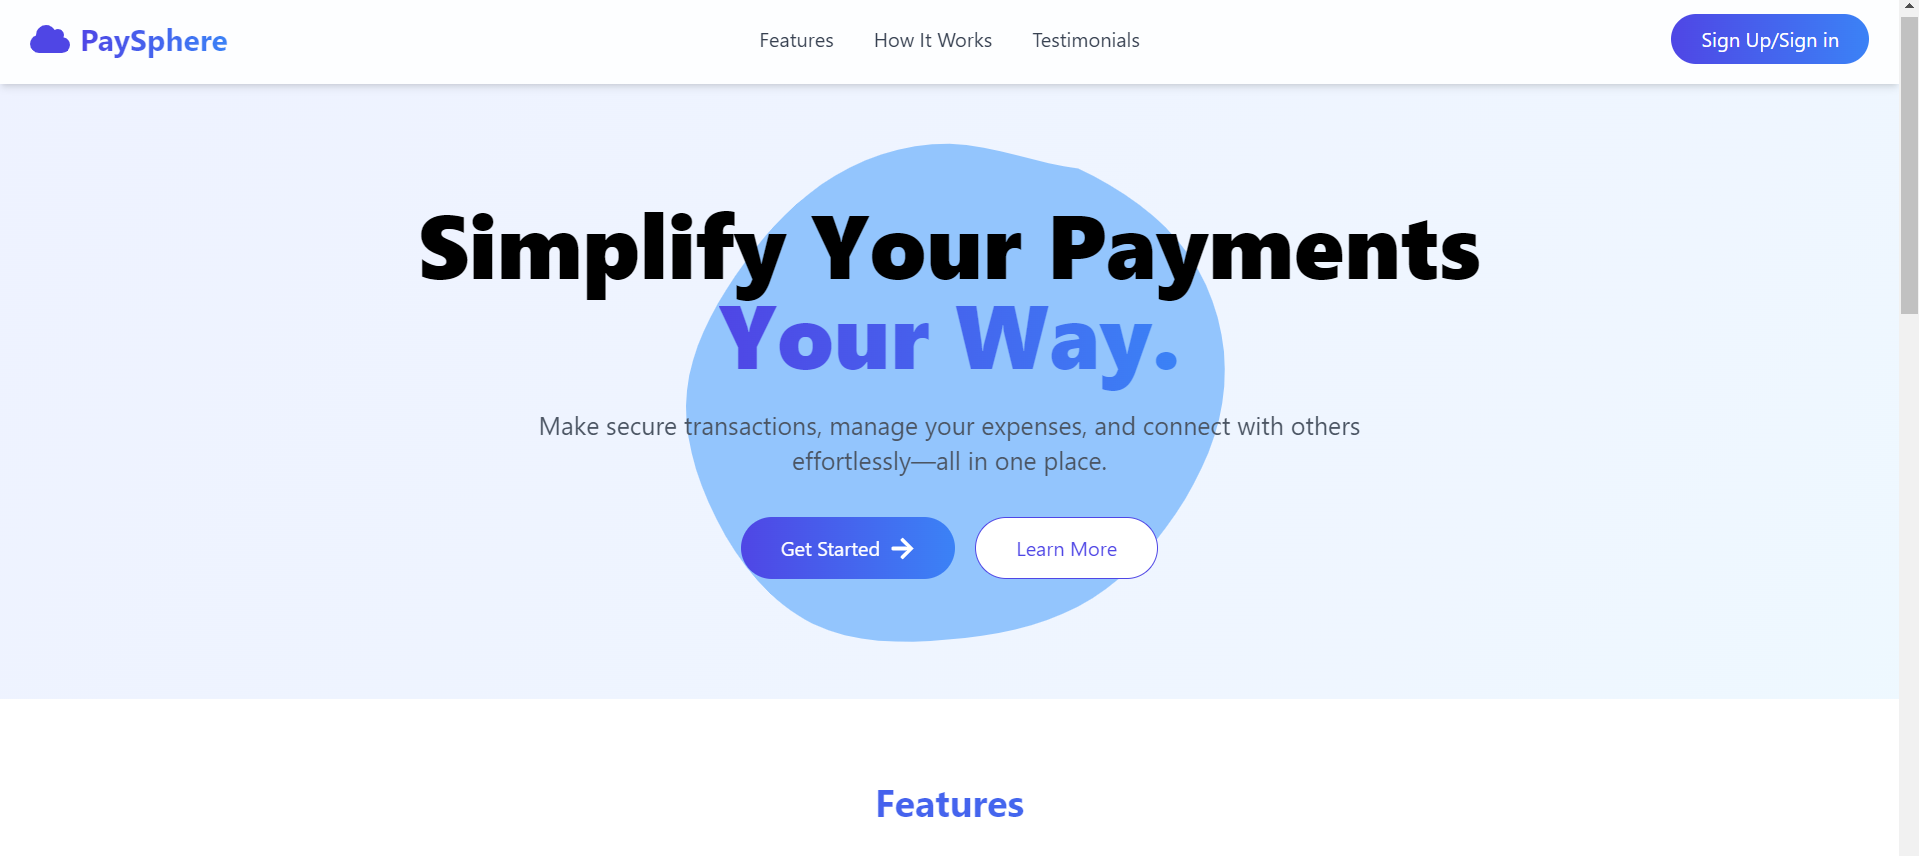 PaySphere
Features
How It Works
Testimonials
Sign Up/Sign in
Simplify Your Payments
Your Way.
Make secure transactions, manage your expenses, and connect with others
effortlessly—all in one place.
Get Started
Learn More
Features